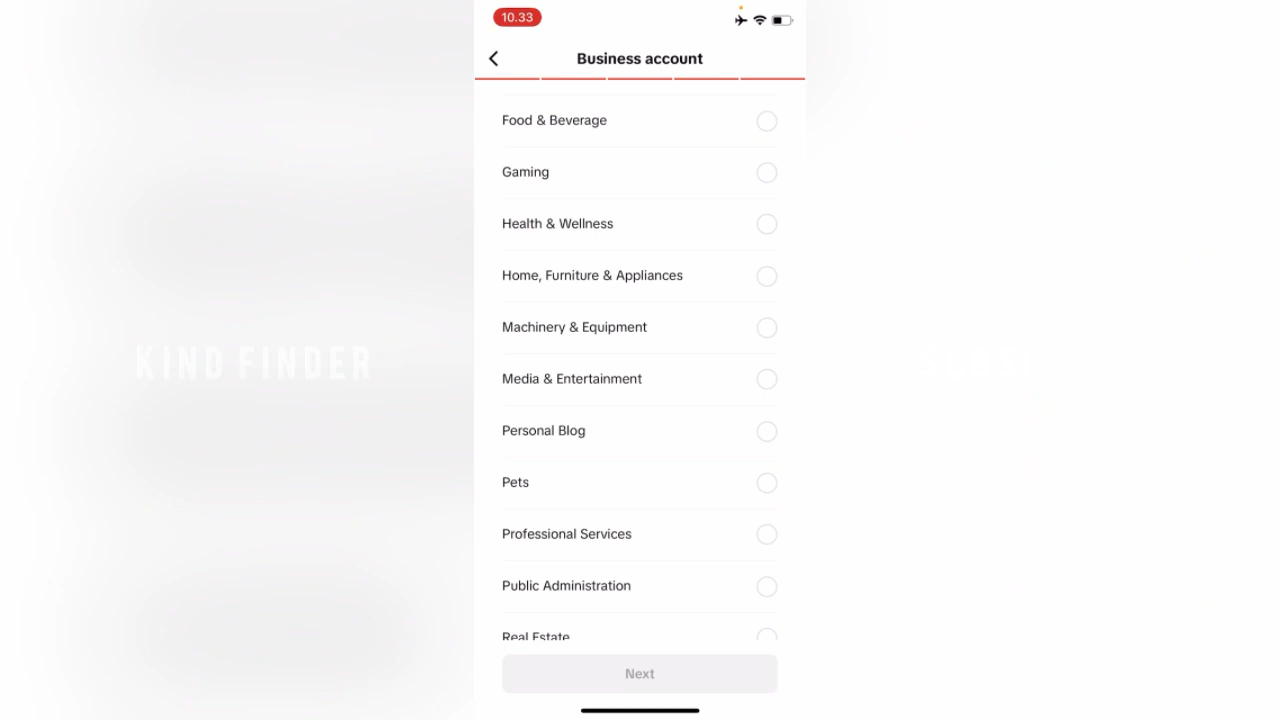 10.33
Business account
Food & Beverage
Gaming
Health & Wellness
Home, Furniture & Appliances
Machinery & Equipment
KIND FINDER
Media & Entertainment
Personal Blog
Pets
Professional Services
Public Administration
Real Estate
Next